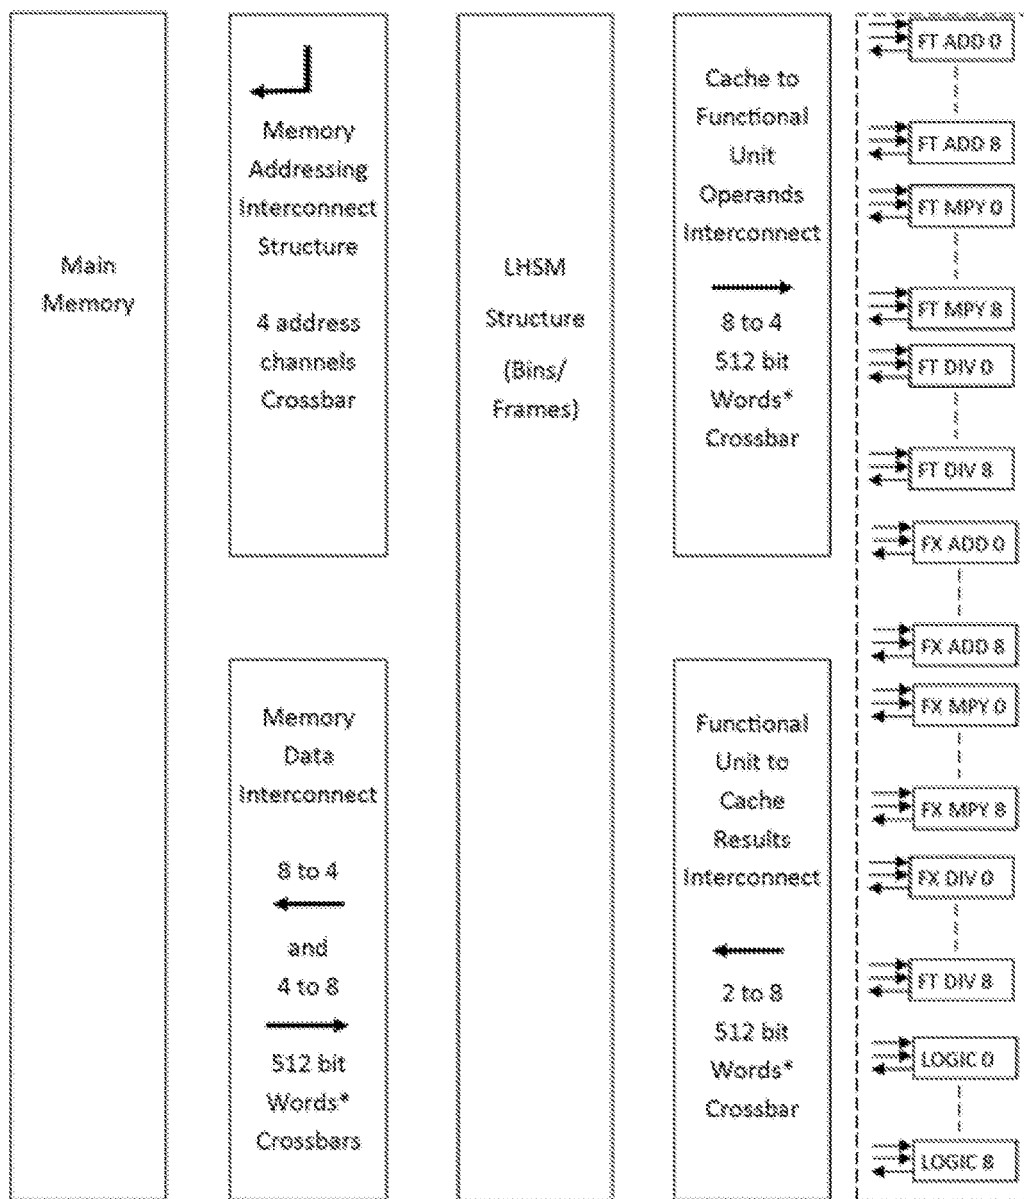 Main
Memory
Memory
Addressing
Interconnect
Structure
4 address
channels
Crossbar
Memory
Data
Interconnect
8 to 4
and
4 to 8
512 bit
Words*
Crossbars
LHSM
Structure
(Bins/
Frames)
Cache to
Functional
Unit
Operands
Interconnect
8 to 4
512 bit
Words*
Crossbar
Functional
Unit to
Cache
Results
Interconnect
2 to 8
512 bit
Words*
Crossbar
FT ADD 0
FT ADD 8
FT MPY 0
FT MPY 8
FT DIV 0
FT DIV 8
FX ADD 0
FX ADD 8
FX MPY 0
FX MPY 8
FX DIV 0
FT DIV 8
LOGIC 0
LOGIC 8